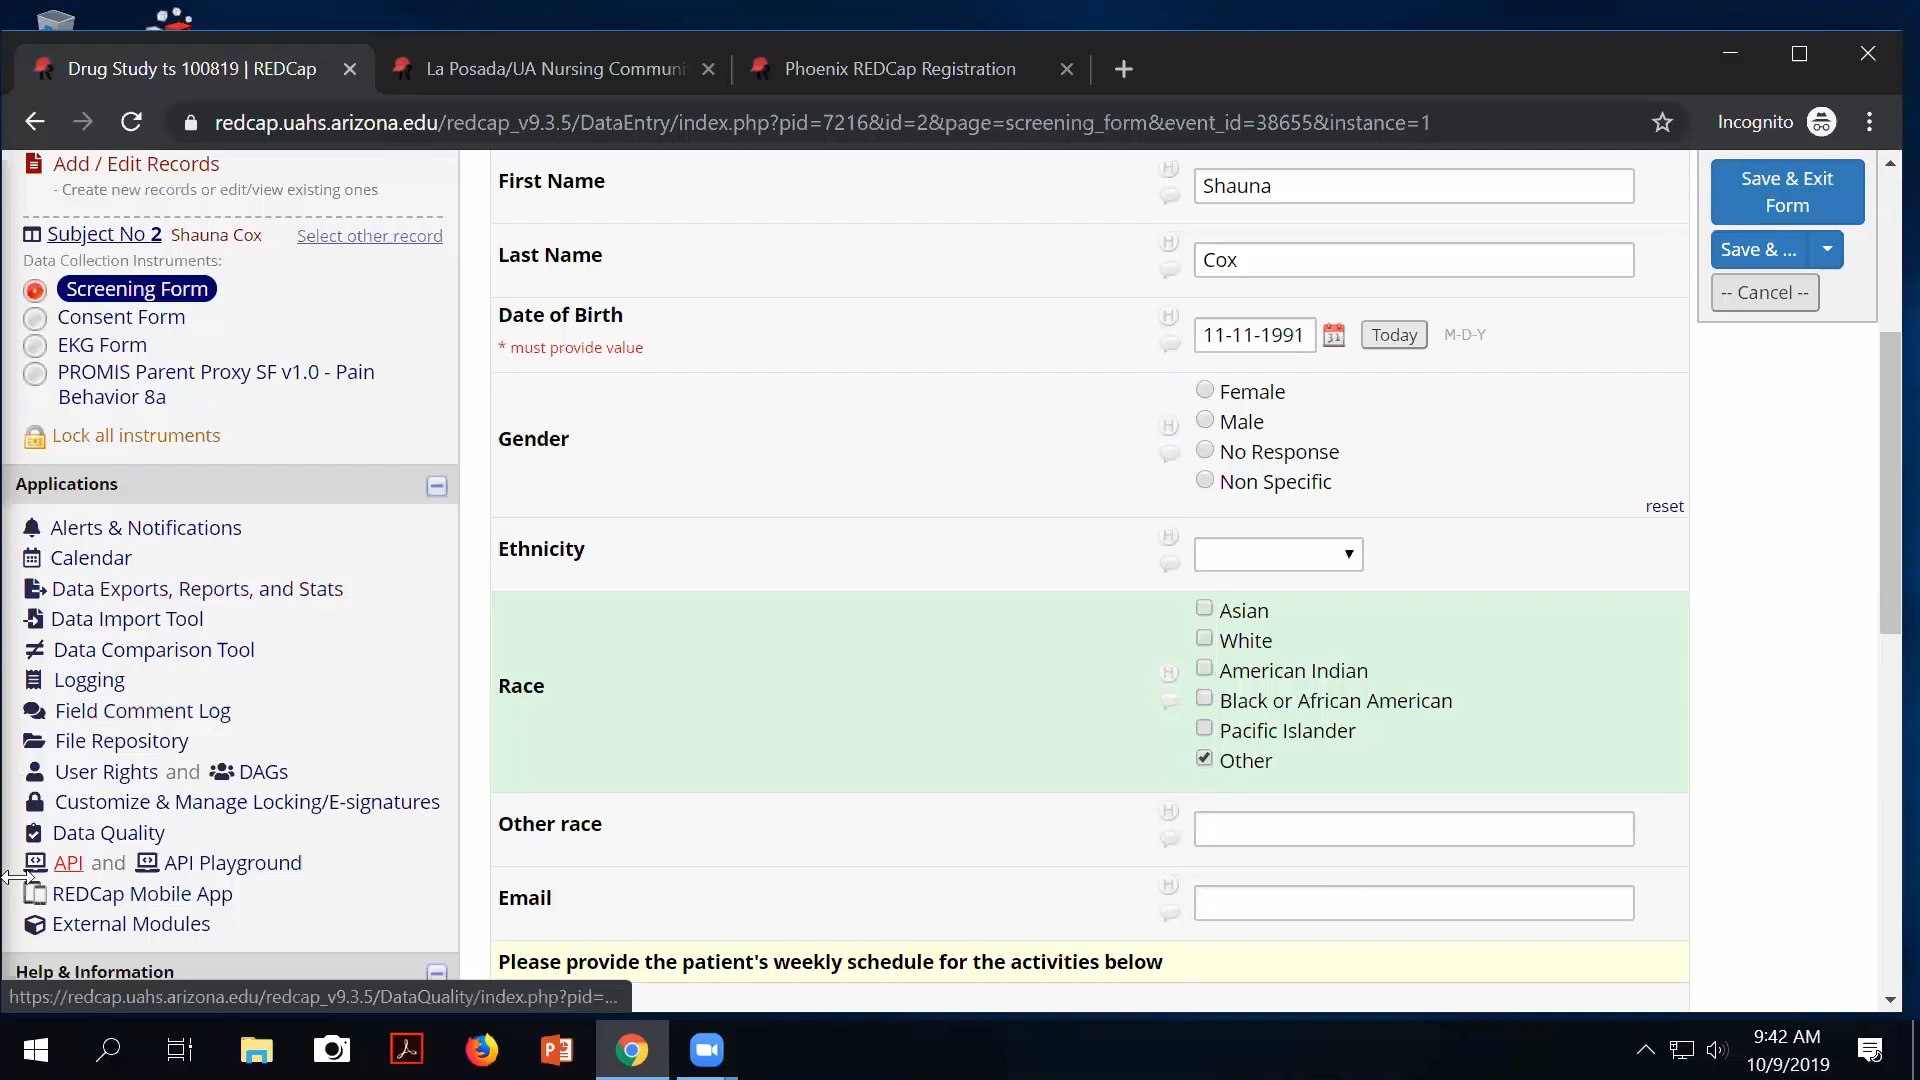 Drug Study ts 100819 | REDCap
La Posada/UA Nursing Communi
Phoenix REDCap Registration
redcap.uahs.arizona.edu/redcap_v9.3.5/DataEntry/index.php?pid=7216&id=2&page=screening_form&event_id=38655&instance=1
Incognito
Add / Edit Records
- Create new records or edit/view existing ones
Subject No 2 Shauna Cox Select other record
Data Collection Instruments:
Screening Form
Consent Form
EKG Form
PROMIS Parent Proxy SF v1.0 - Pain
Behavior 8a
Lock all instruments
Applications
Alerts & Notifications
Calendar
Data Exports, Reports, and Stats
Data Import Tool
Data Comparison Tool
Logging
Field Comment Log
File Repository
User Rights and DAGs
Customize & Manage Locking/E-signatures
Data Quality
API and API Playground
REDCap Mobile App
External Modules
Help & Information
https://redcap.uahs.arizona.edu/redcap_v9.3.5/DataQuality/index.php?pid=...
First Name
H
Shauna
Last Name
H
Cox
Date of Birth
* must provide value
H
11-11-1991
31
Today
M-D-Y
Gender
H
Female
Male
No Response
Non Specific
reset
Ethnicity
H
Race
H
Asian
White
American Indian
Black or African American
Pacific Islander
Other
Other race
H
Email
H
Please provide the patient's weekly schedule for the activities below
Save & Exit
Form
Save & ...
-- Cancel --
9:42 AM
10/9/2019